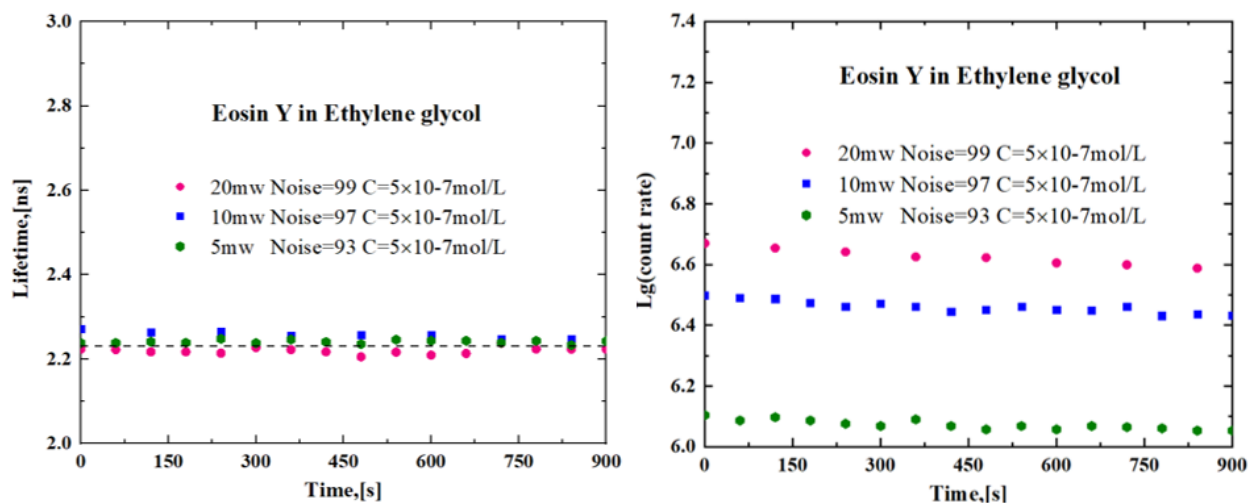 3.0
2.8
2.6
2.4
2.2
2.0
Lifetime,[ns]
Eosin Y in Ethylene glycol
20mw Noise=99 C=5×10-7mol/L
10mw Noise=97 C=5×10-7mol/L
5mw Noise=93 C=5×10-7mol/L
0 150 300 450 600 750 900
Time,[s]
7.4
7.2
7.0
6.8
6.6
6.4
6.2
6.0
Lg(count rate)
Eosin Y in Ethylene glycol
20mw Noise=99 C=5×10-7mol/L
10mw Noise=97 C=5×10-7mol/L
5mw Noise=93 C=5×10-7mol/L
0 150 300 450 600 750 900
Time,[s]